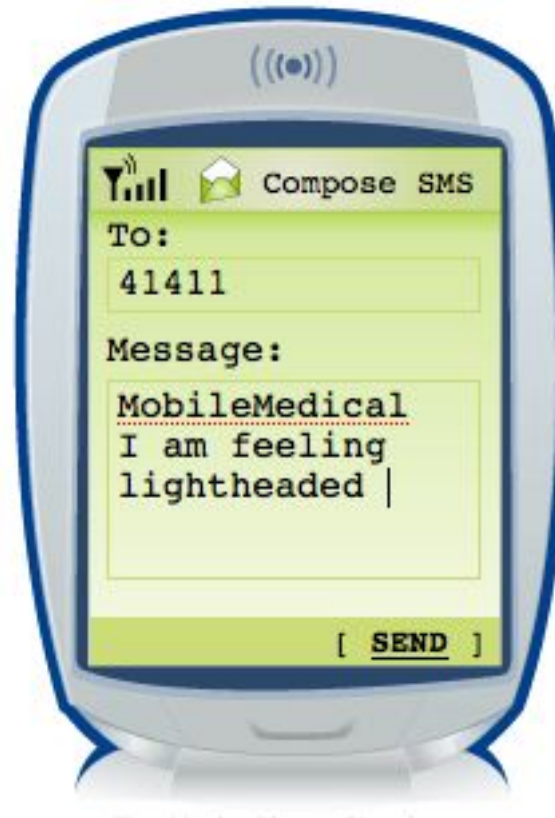 Compose SMS
To:
41411
Message:
MobileMedical
I am feeling
lightheaded
[ SEND ]